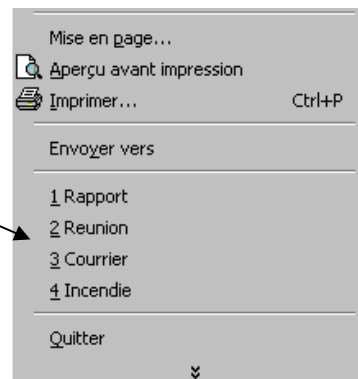 Mise en page...
Aperçu avant impression
Imprimer... Ctrl+P
Envoyer vers
1 Rapport
2 Reunion
3 Courrier
4 Incendie
Quitter